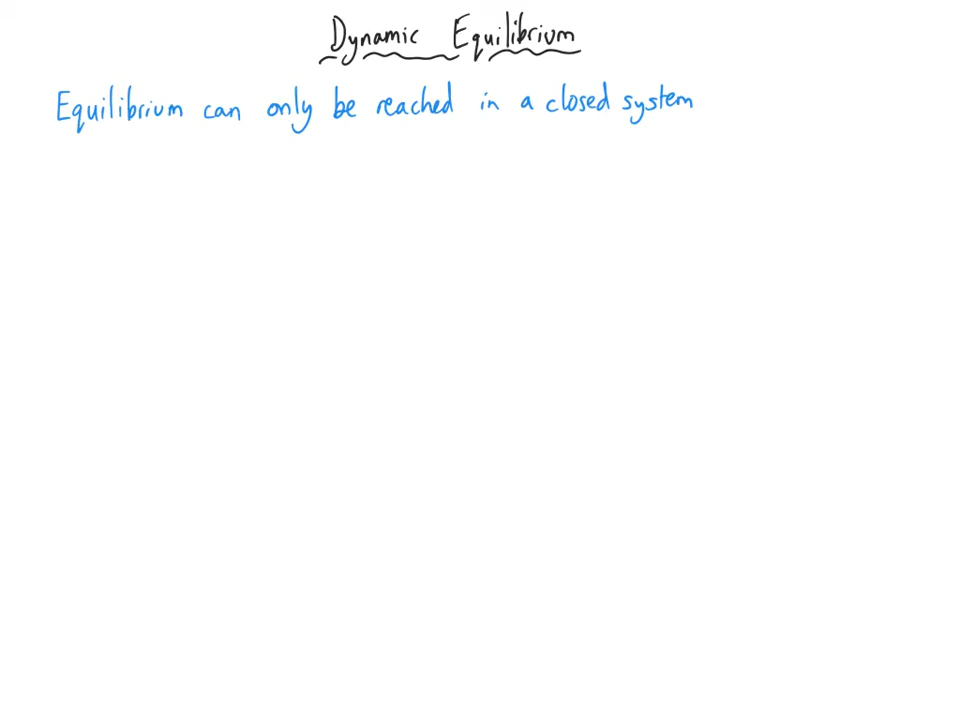 Dynamic Equilibrium
Equilibrium can only be reached in a closed system